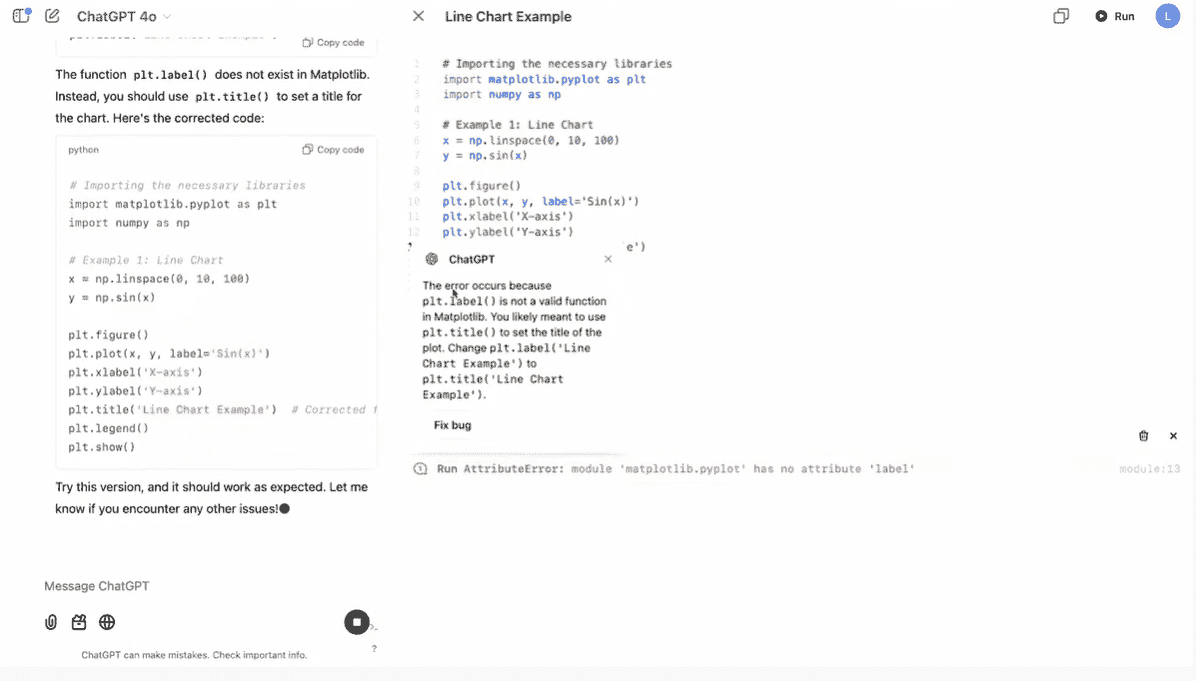 ChatGPT 4o
Copy code
The function plt.label() does not exist in Matplotlib.
Instead, you should use plt.title() to set a title for
the chart. Here's the corrected code:
python
Copy code
# Importing the necessary libraries
import matplotlib.pyplot as plt
import numpy as np
# Example 1: Line Chart
x = np.linspace(0, 10, 100)
y = np.sin(x)
plt.figure()
plt.plot(x, y, label='Sin(x)')
plt.xlabel('X-axis')
plt.ylabel('Y-axis')
plt.title('Line Chart Example')  # Corrected
plt.legend()
plt.show()
Try this version, and it should work as expected. Let me
know if you encounter any other issues!
Message ChatGPT
ChatGPT can make mistakes. Check important info.
?
Line Chart Example
Run
L
1 # Importing the necessary libraries
2 import matplotlib.pyplot as plt
3 import numpy as np
4
5 # Example 1: Line Chart
6 x = np.linspace(0, 10, 100)
7 y = np.sin(x)
8
9 plt.figure()
10 plt.plot(x, y, label='Sin(x)')
11 plt.xlabel('X-axis')
12 plt.ylabel('Y-axis')
e')
ChatGPT
The error occurs because
plt.label() is not a valid function
in Matplotlib. You likely meant to use
plt.title() to set the title of the
plot. Change plt.label('Line
Chart Example') to
plt.title('Line Chart
Example').
Fix bug
Run AttributeError: module 'matplotlib.pyplot' has no attribute 'label'
module:13